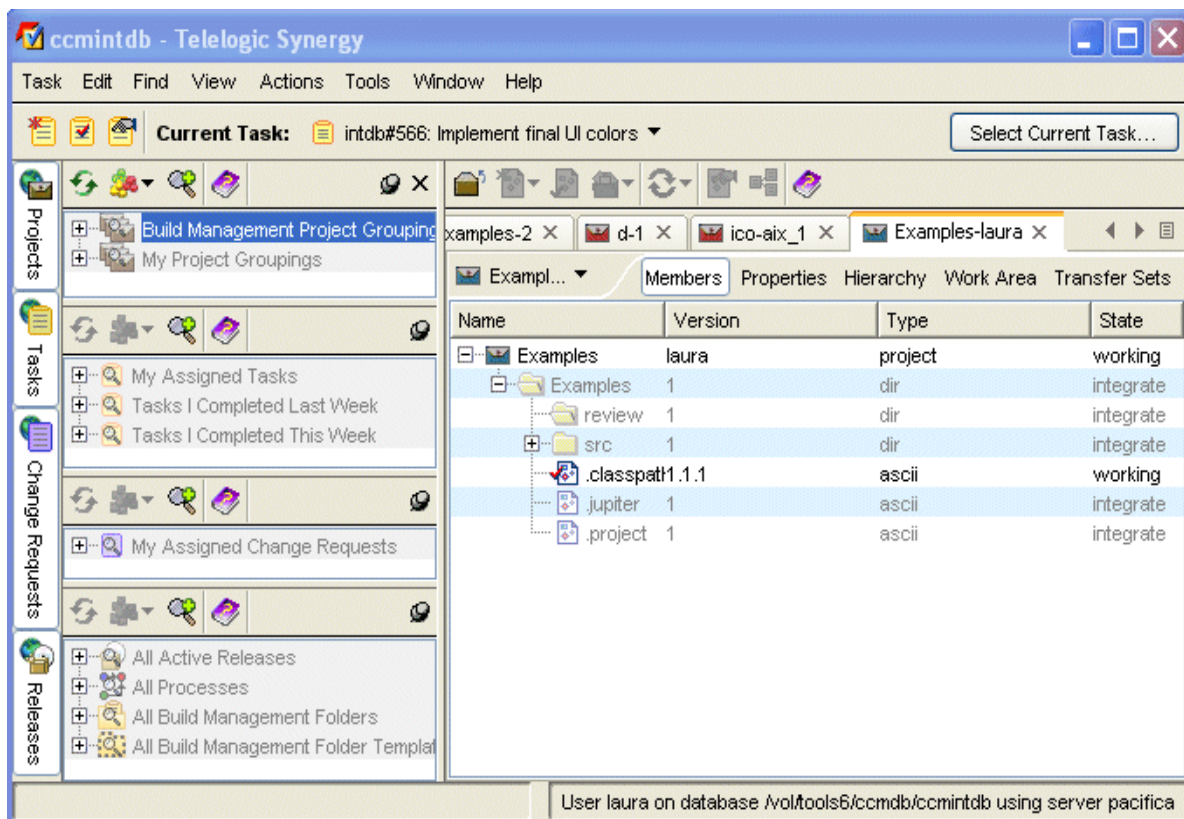 ccmintdb - Telelogic Synergy
Task Edit Find View Actions Tools Window Help
Current Task: intdb#566: Implement final UI colors Select Current Task...
Projects
Build Management Project Grouping
My Project Groupings
Tasks
My Assigned Tasks
Tasks I Completed Last Week
Tasks I Completed This Week
Change Requests
My Assigned Change Requests
Releases
All Active Releases
All Processes
All Build Management Folders
All Build Management Folder Templat
xamples-2 d-1 ico-aix_1 Examples-laura
Exampl... Members Properties Hierarchy Work Area Transfer Sets
Name Version Type State
Examples laura project working
Examples 1 dir integrate
review 1 dir integrate
src 1 dir integrate
.classpath 1.1.1 ascii working
.jupiter 1 ascii integrate
.project 1 ascii integrate
User laura on database /vol/tools6/ccmdb/ccmintdb using server pacifica